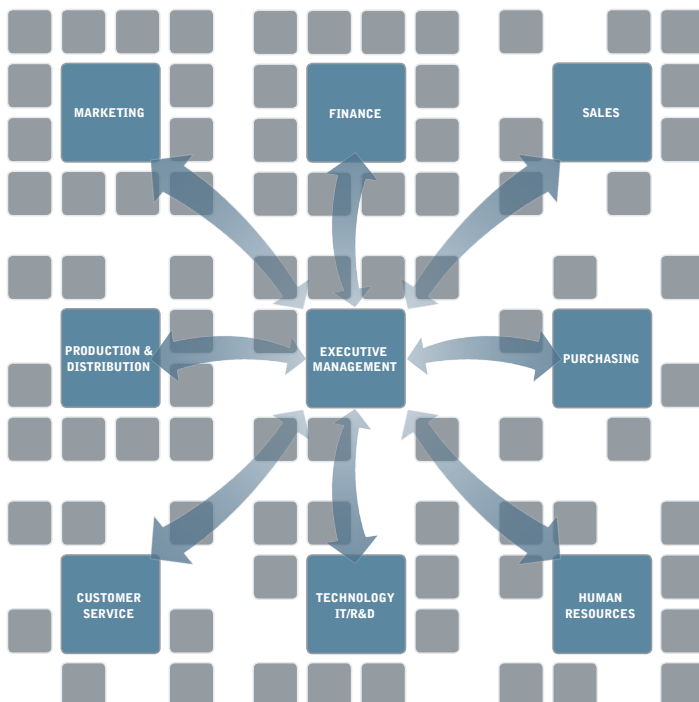 MARKETING
FINANCE
SALES
PRODUCTION &
DISTRIBUTION
EXECUTIVE
MANAGEMENT
PURCHASING
CUSTOMER
SERVICE
TECHNOLOGY
IT/R&D
HUMAN
RESOURCES